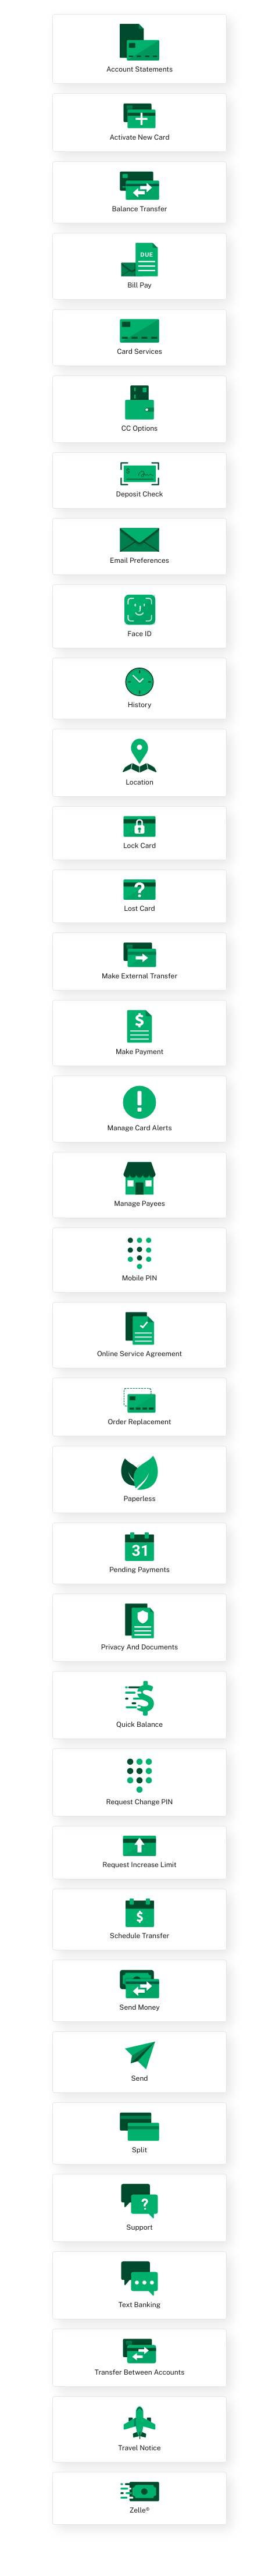 Account Statements
Activate New Card
Balance Transfer
DUE
Bill Pay
Card Services
CC Options
Deposit Check
Email Preferences
Face ID
History
Location
Lock Card
?
Lost Card
Make External Transfer
$
Make Payment
!
Manage Card Alerts
Manage Payees
Mobile PIN
Online Service Agreement
Order Replacement
Paperless
31
Pending Payments
Privacy And Documents
$
Quick Balance
Request Change PIN
Request Increase Limit
$
Schedule Transfer
Send Money
Send
Split
?
Support
Text Banking
Transfer Between Accounts
Travel Notice
Zelle®